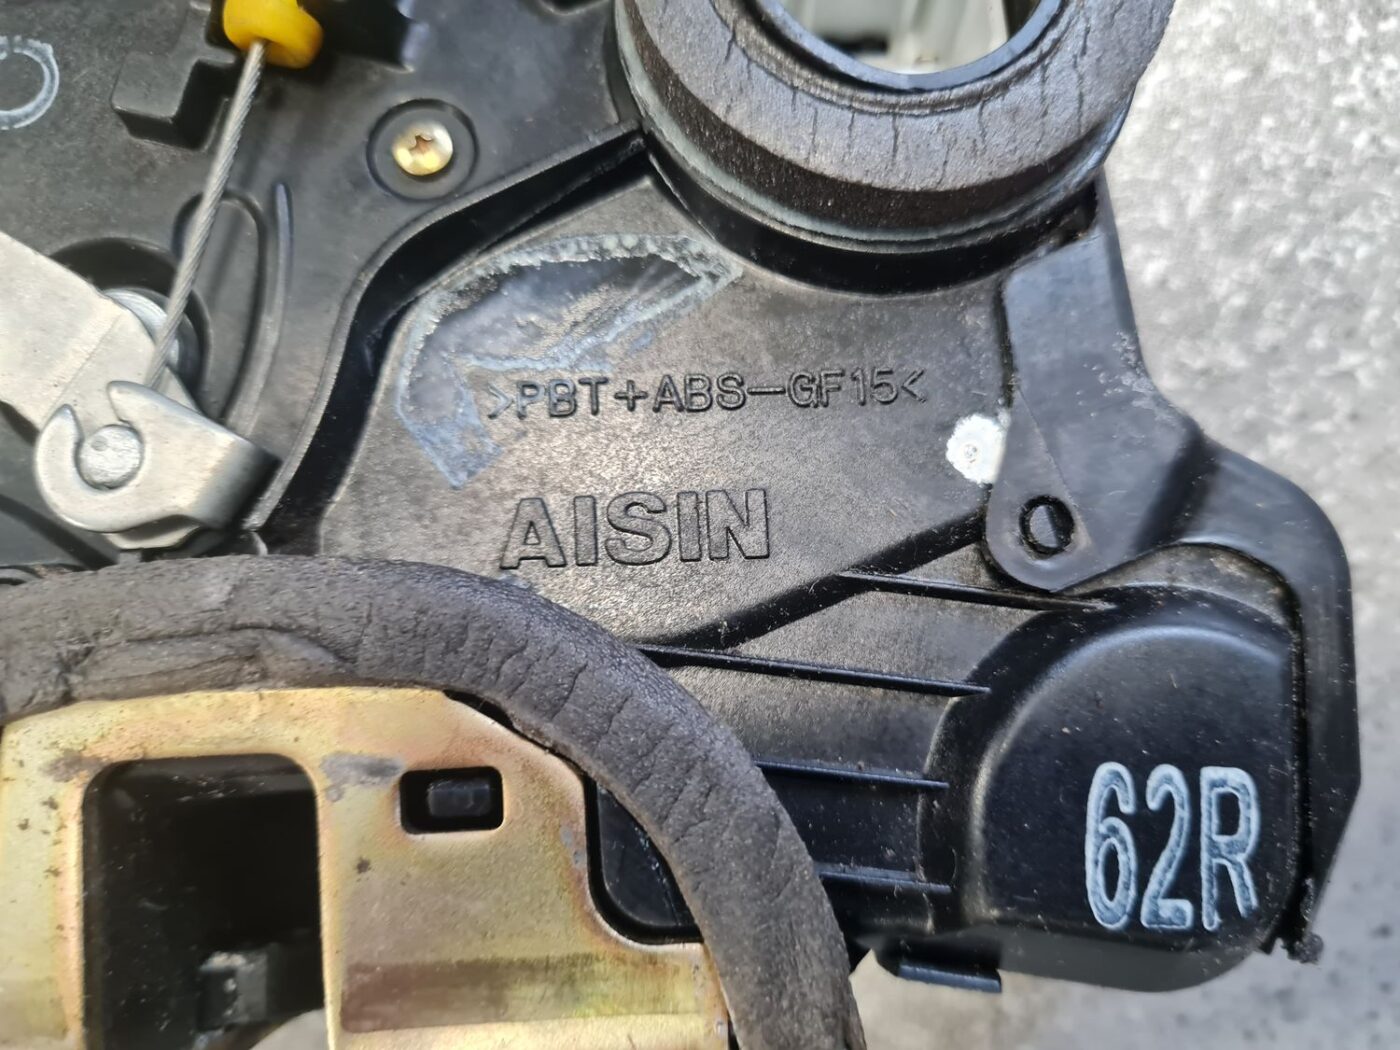 >PBT+ABS-GF15<
AISIN
62R